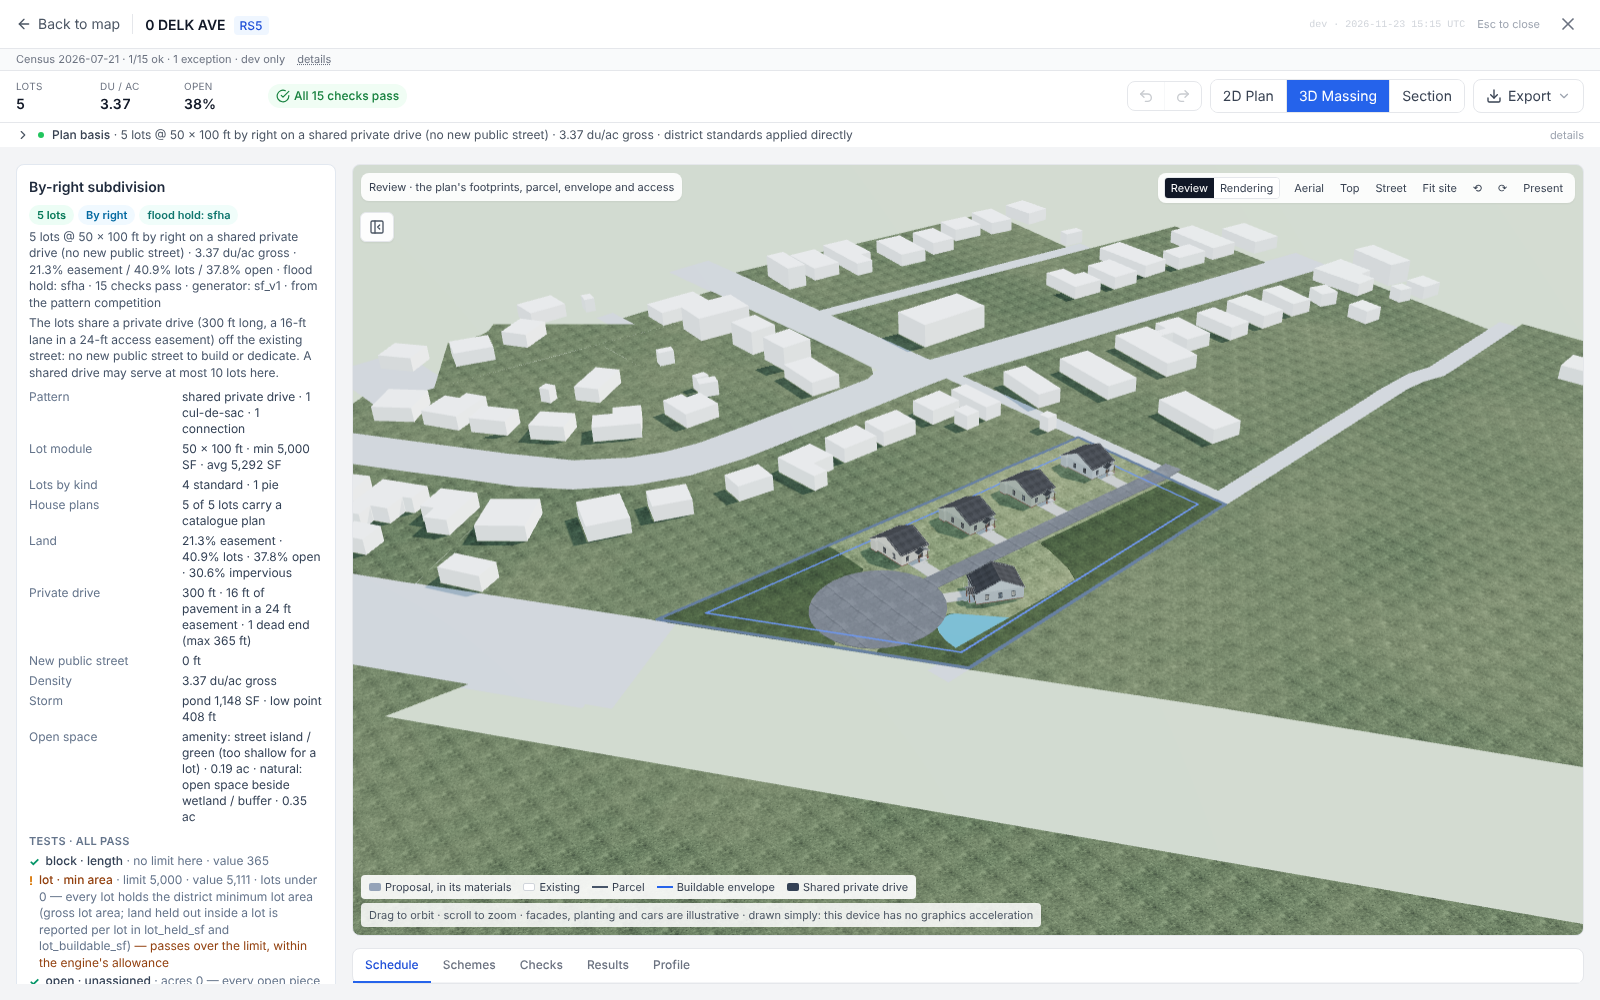 Back to map
0 DELK AVE RS5
dev · 2026-11-23 15:15 UTC
Esc to close
Census 2026-07-21 · 1/15 ok · 1 exception · dev only details
LOTS
5
DU / AC
3.37
OPEN
38%
All 15 checks pass
2D Plan
3D Massing
Section
Export
Plan basis · 5 lots @ 50 × 100 ft by right on a shared private drive (no new public street) · 3.37 du/ac gross · district standards applied directly
details
By-right subdivision
5 lots By right flood hold: sfha
5 lots @ 50 × 100 ft by right on a shared private
drive (no new public street) · 3.37 du/ac gross ·
21.3% easement / 40.9% lots / 37.8% open · flood
hold: sfha · 15 checks pass · generator: sf_v1 · from
the pattern competition
The lots share a private drive (300 ft long, a 16-ft
lane in a 24-ft access easement) off the existing
street: no new public street to build or dedicate. A
shared drive may serve at most 10 lots here.
Pattern shared private drive · 1
cul-de-sac · 1
connection
Lot module 50 × 100 ft · min 5,000
SF · avg 5,292 SF
Lots by kind 4 standard · 1 pie
House plans 5 of 5 lots carry a
catalogue plan
Land 21.3% easement ·
40.9% lots · 37.8% open
· 30.6% impervious
Private drive 300 ft · 16 ft of
pavement in a 24 ft
easement · 1 dead end
(max 365 ft)
New public street 0 ft
Density 3.37 du/ac gross
Storm pond 1,148 SF · low point
408 ft
Open space amenity: street island /
green (too shallow for a
lot) · 0.19 ac · natural:
open space beside
wetland / buffer · 0.35
ac
TESTS · ALL PASS
block · length · no limit here · value 365
! lot · min area · limit 5,000 · value 5,111 · lots under
0 — every lot holds the district minimum lot area
(gross lot area; land held out inside a lot is
reported per lot in lot_held_sf and
lot_buildable_sf) — passes over the limit, within
the engine's allowance
open · unassigned · acres 0 — every open piece
Review · the plan's footprints, parcel, envelope and access
Review Rendering Aerial Top Street Fit site Present
Proposal, in its materials Existing Parcel Buildable envelope Shared private drive
Drag to orbit · scroll to zoom · facades, planting and cars are illustrative · drawn simply: this device has no graphics acceleration
Schedule Schemes Checks Results Profile